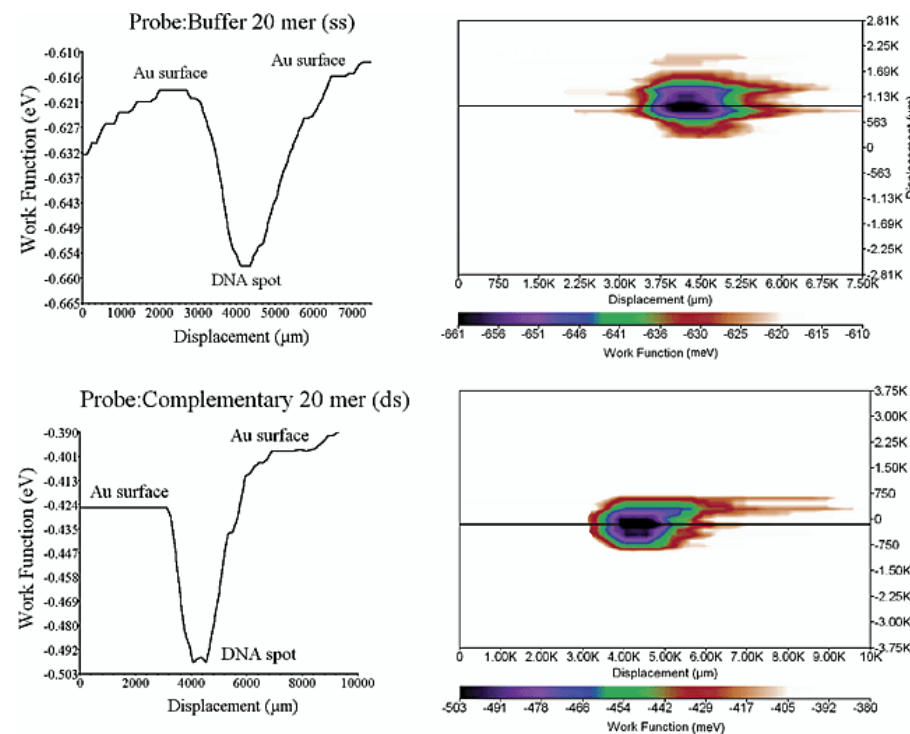 Probe:Buffer 20 mer (ss)
-0.610
-0.616
-0.621
-0.627
-0.632
-0.637
-0.643
-0.649
-0.654
-0.660
-0.665
Work Function (eV)
Au surface
Au surface
DNA spot
0 1000 2000 3000 4000 5000 6000 7000
Displacement (µm)
2.81K
2.25K
1.69K
1.13K
563
0
-563
-1.13K
-1.69K
-2.25K
-2.81K
0 750 1.50K 2.25K 3.00K 3.75K 4.50K 5.25K 6.00K 6.75K 7.50K
Displacement (µm)
-661 -656 -651 -646 -641 -636 -631 -625 -620 -615 -610
Work Function (meV)
Probe:Complementary 20 mer (ds)
-0.390
-0.401
-0.413
-0.424
-0.435
-0.447
-0.458
-0.469
-0.480
-0.492
-0.503
Work Function (eV)
Au surface
Au surface
DNA spot
0 2000 4000 6000 8000 10000
Displacement (µm)
3.75K
3.00K
2.25K
1.50K
750
0
-750
-1.50K
-2.25K
-3.00K
-3.75K
0 1.00K 2.00K 3.00K 4.00K 5.00K 6.00K 7.00K 8.00K 9.00K 10K
Displacement (µm)
-503 -491 -478 -466 -454 -442 -429 -417 -405 -392 -380
Work Function (meV)